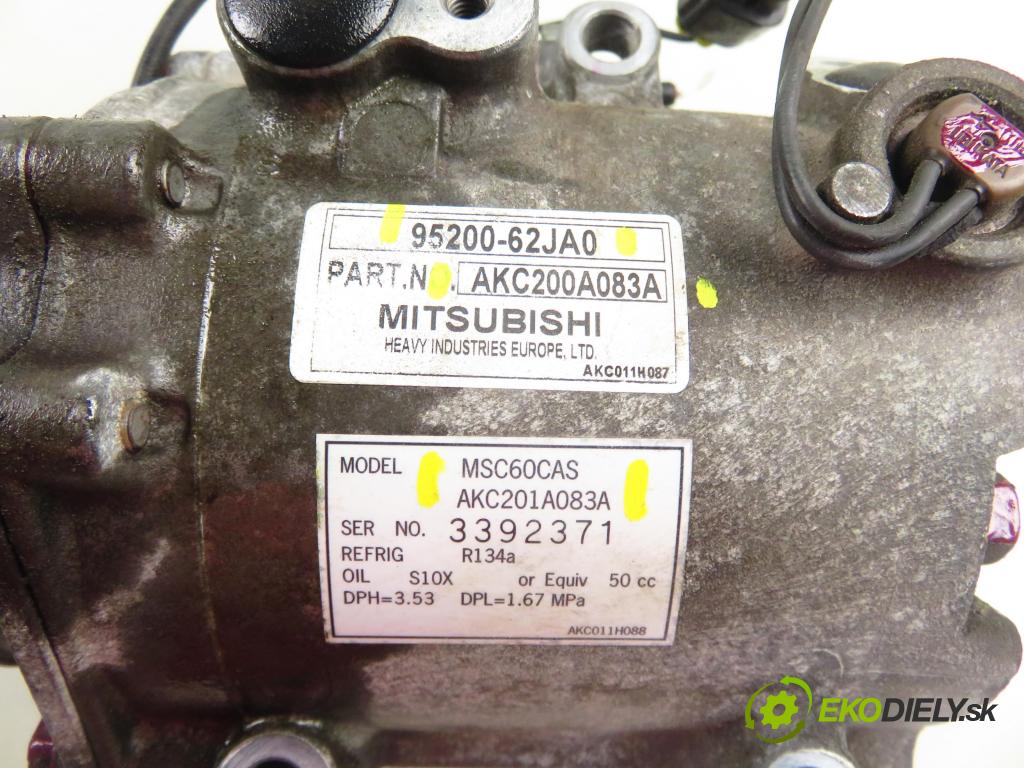 95200-62JA0
PART.NO. AKC200A083A
MITSUBISHI
HEAVY INDUSTRIES EUROPE, LTD.
AKC011H087
MODEL MSC60CAS
AKC201A083A
SER NO. 3392371
REFRIG R134a
OIL S10X or Equiv 50 cc
DPH=3.53 DPL=1.67 MPa
AKC011H088
EKODIELY.sk